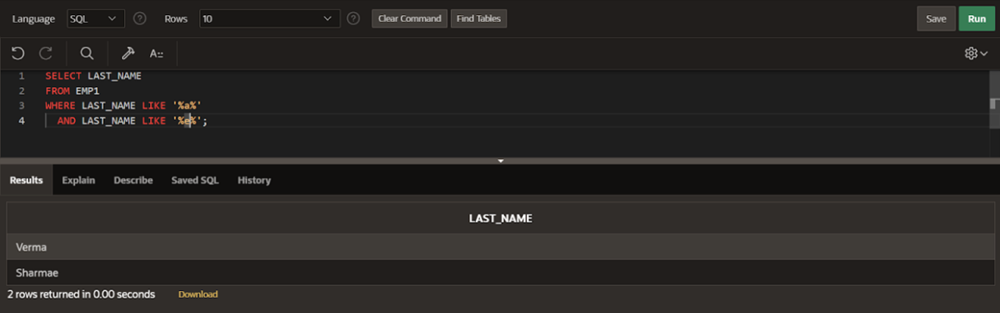 Language SQL Rows 10 Clear Command Find Tables Save Run
A::
1 SELECT LAST_NAME
2 FROM EMP1
3 WHERE LAST_NAME LIKE '%a%'
4 AND LAST_NAME LIKE '%e%';
Results Explain Describe Saved SQL History
LAST_NAME
Verma
Sharmae
2 rows returned in 0.00 seconds Download